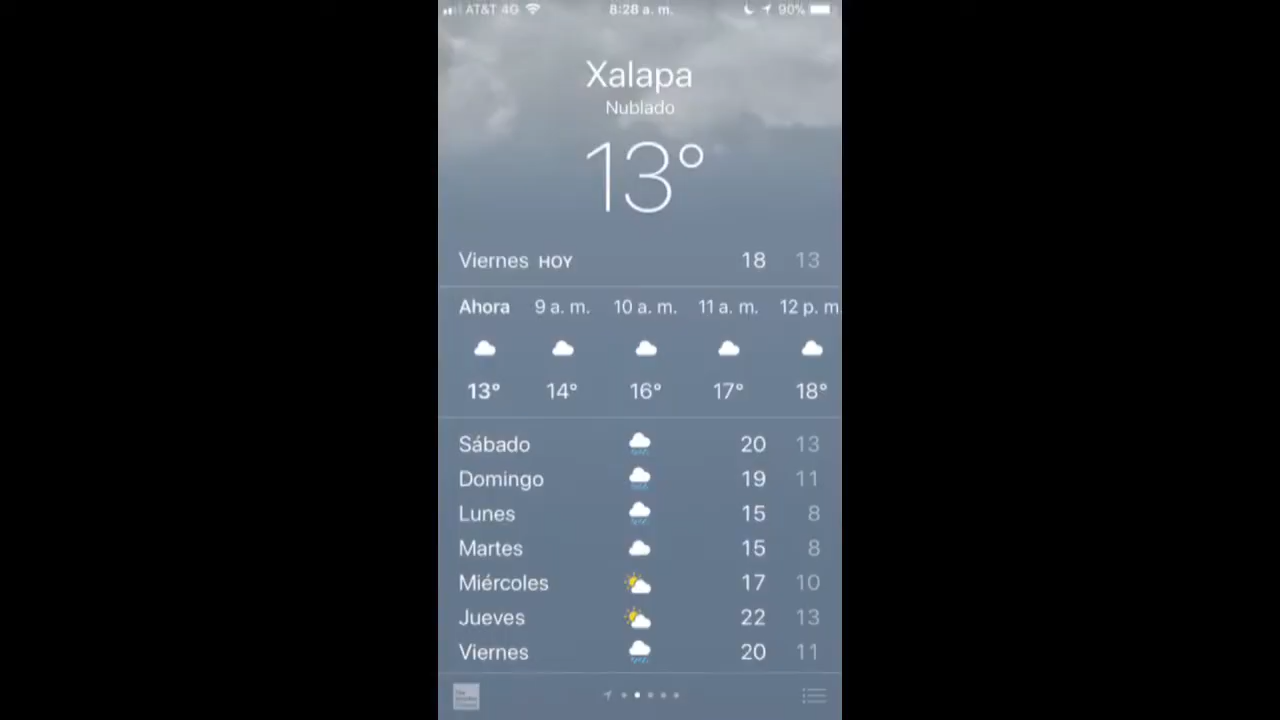 AT&T 4G 8:28 a. m. 90%
Xalapa
Nublado
13°
Viernes HOY 18 13
Ahora 9 a. m. 10 a. m. 11 a. m. 12 p. m.
13° 14° 16° 17° 18°
Sábado 20 13
Domingo 19 11
Lunes 15 8
Martes 15 8
Miércoles 17 10
Jueves 22 13
Viernes 20 11